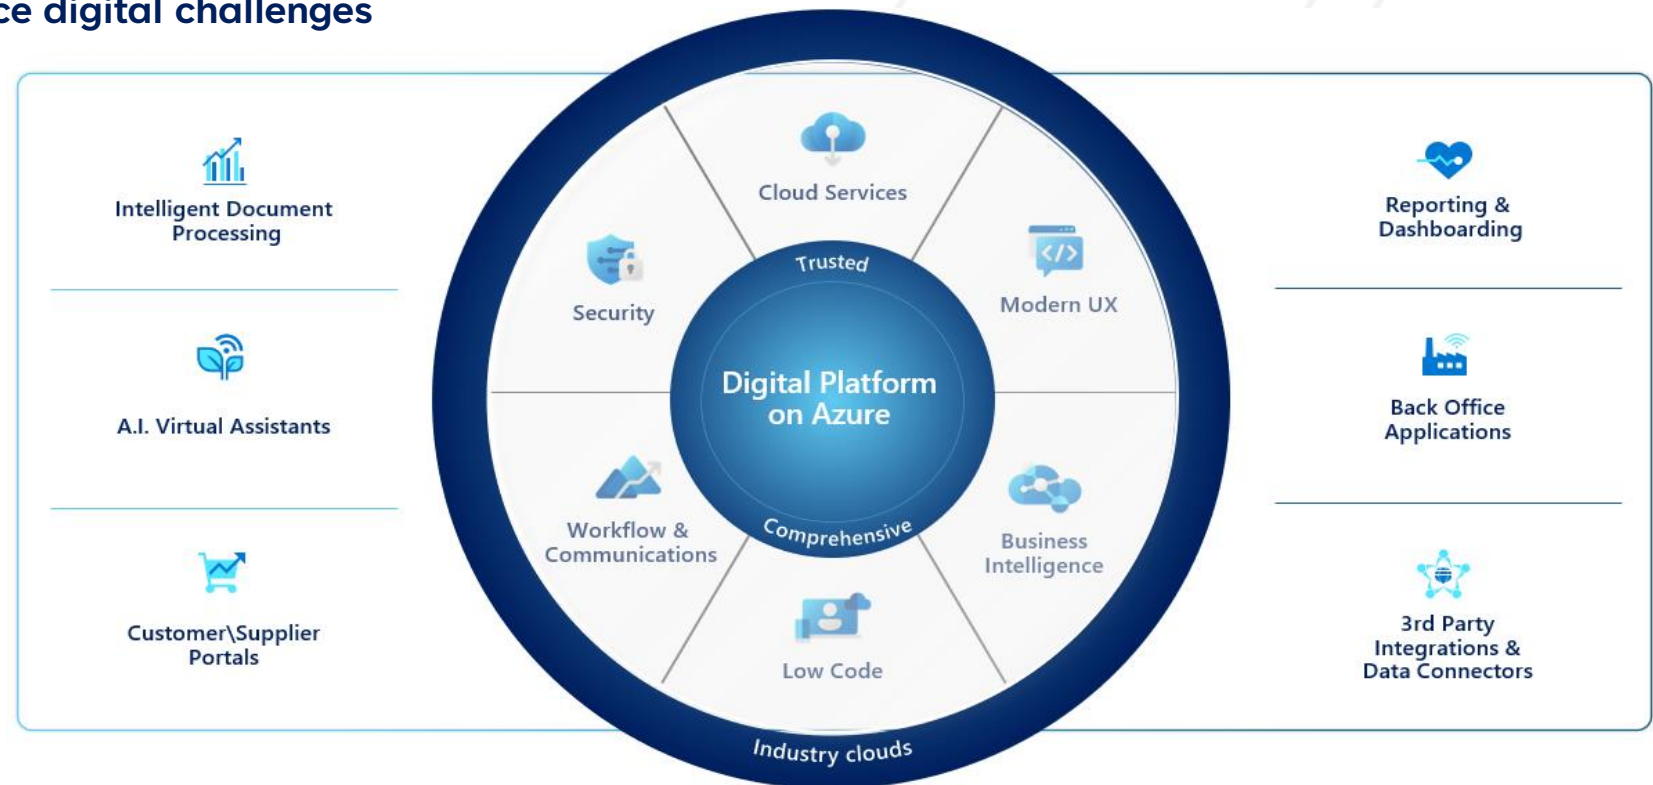 digital challenges
Intelligent Document
Processing
A.I. Virtual Assistants
Customer\Supplier
Portals
Cloud Services
Security
Modern UX
Trusted
Digital Platform
on Azure
Comprehensive
Workflow &
Communications
Business
Intelligence
Low Code
Industry clouds
Reporting &
Dashboarding
Back Office
Applications
3rd Party
Integrations &
Data Connectors